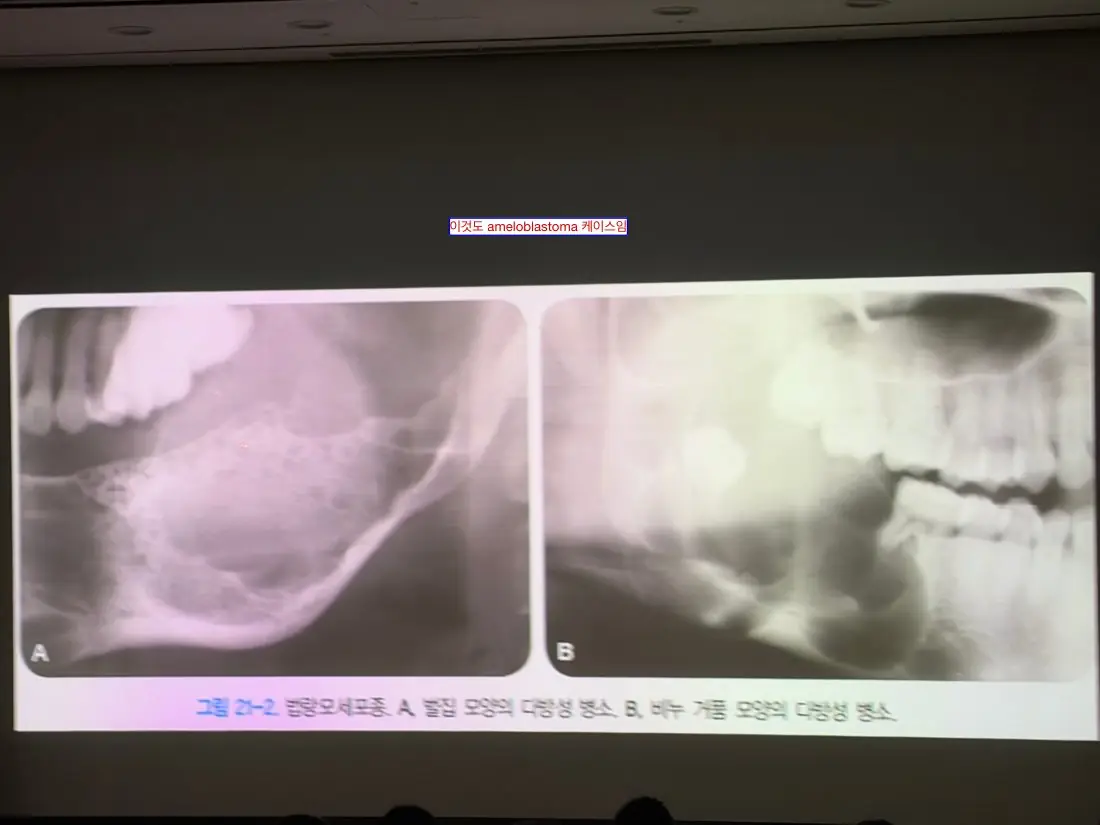 이것도 ameloblastoma 케이스임
A
B
그림 21-2. 법랑모세포종. A, 벌집 모양의 다방성 병소. B, 비누 거품 모양의 다방성 병소.